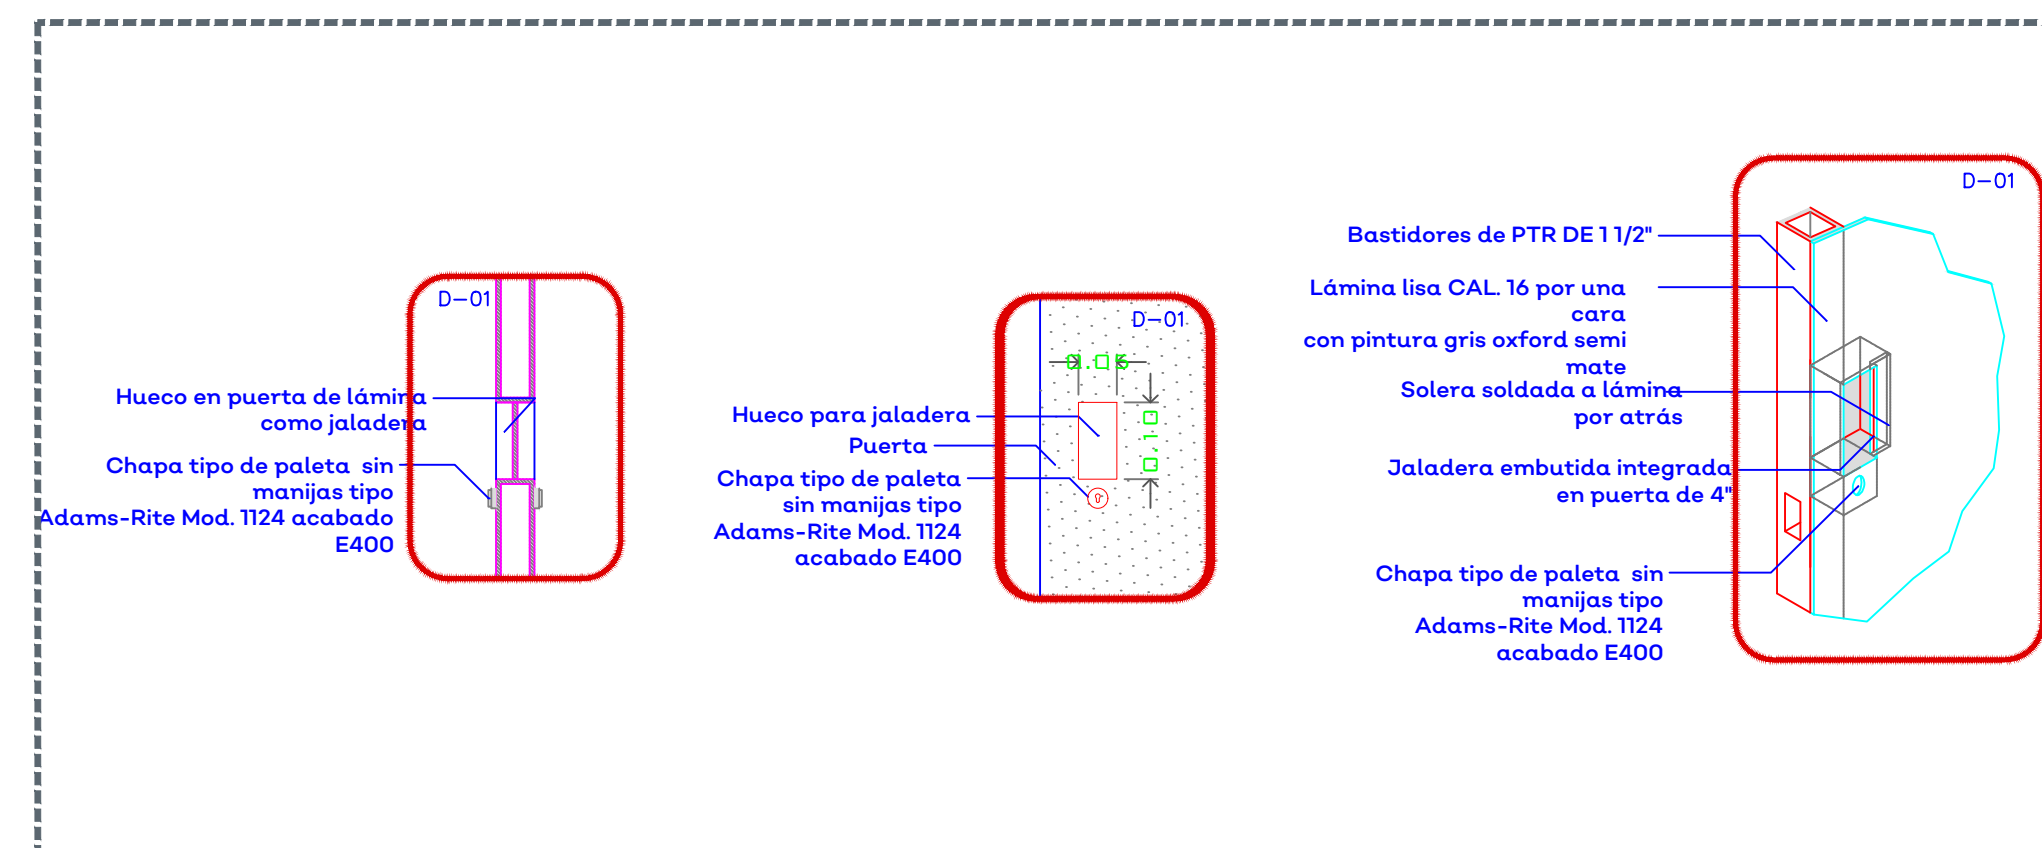 D-01
Hueco en puerta de lámina
como jaladera
Chapa tipo de paleta  sin
manijas tipo
Adams-Rite Mod. 1124 acabado
E400
D-01
0.05
0.10
Hueco para jaladera
Puerta
Chapa tipo de paleta
sin manijas tipo
Adams-Rite Mod. 1124
acabado E400
D-01
Bastidores de PTR DE 1 1/2"
Lámina lisa CAL. 16 por una
cara
con pintura gris oxford semi
mate
Solera soldada a lámina
por atrás
Jaladera embutida integrada
en puerta de 4"
Chapa tipo de paleta  sin
manijas tipo
Adams-Rite Mod. 1124
acabado E400